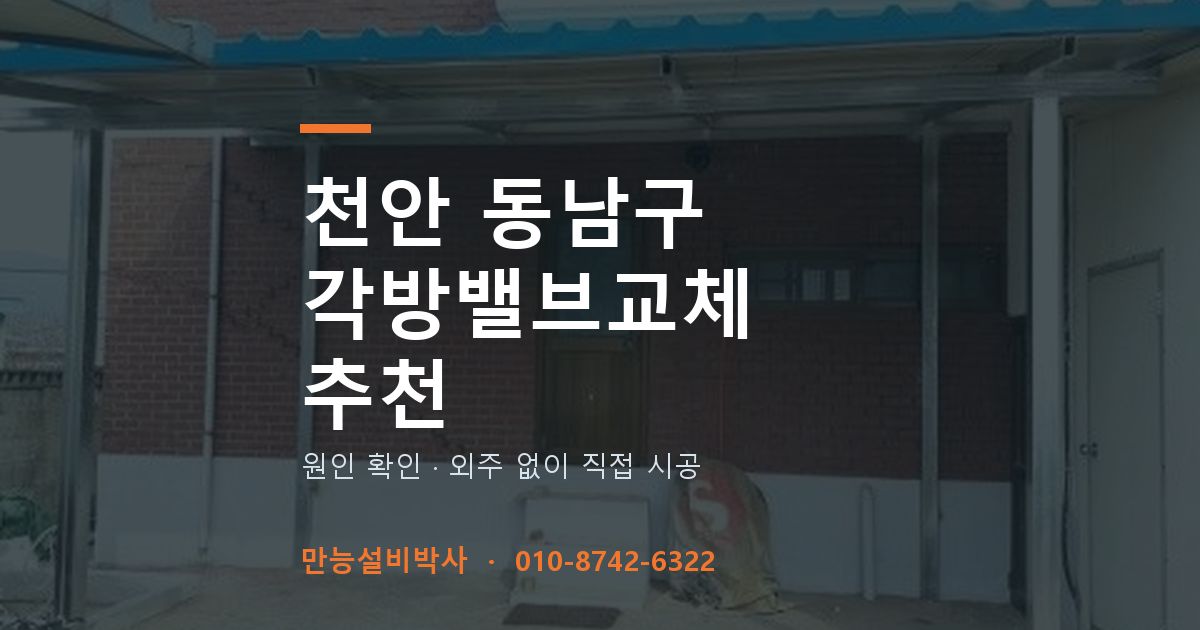 천안 동남구
각방밸브교체
추천
원인 확인 · 외주 없이 직접 시공
만능설비박사 · 010-8742-6322
S